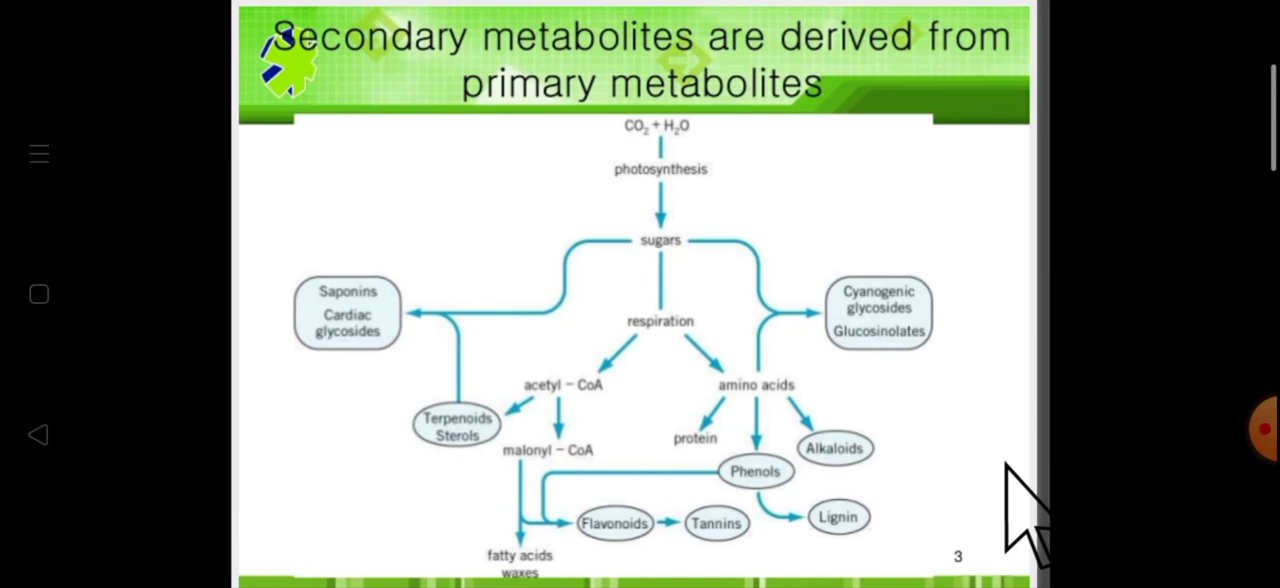 Secondary metabolites are derived from
primary metabolites
CO₂ + H₂O
photosynthesis
sugars
Saponins
Cardiac
glycosides
Cyanogenic
glycosides
Glucosinolates
respiration
acetyl – CoA
amino acids
Terpenoids
Sterols
malonyl – CoA
protein
Alkaloids
Phenols
Flavonoids
Tannins
Lignin
fatty acids
waxes
3